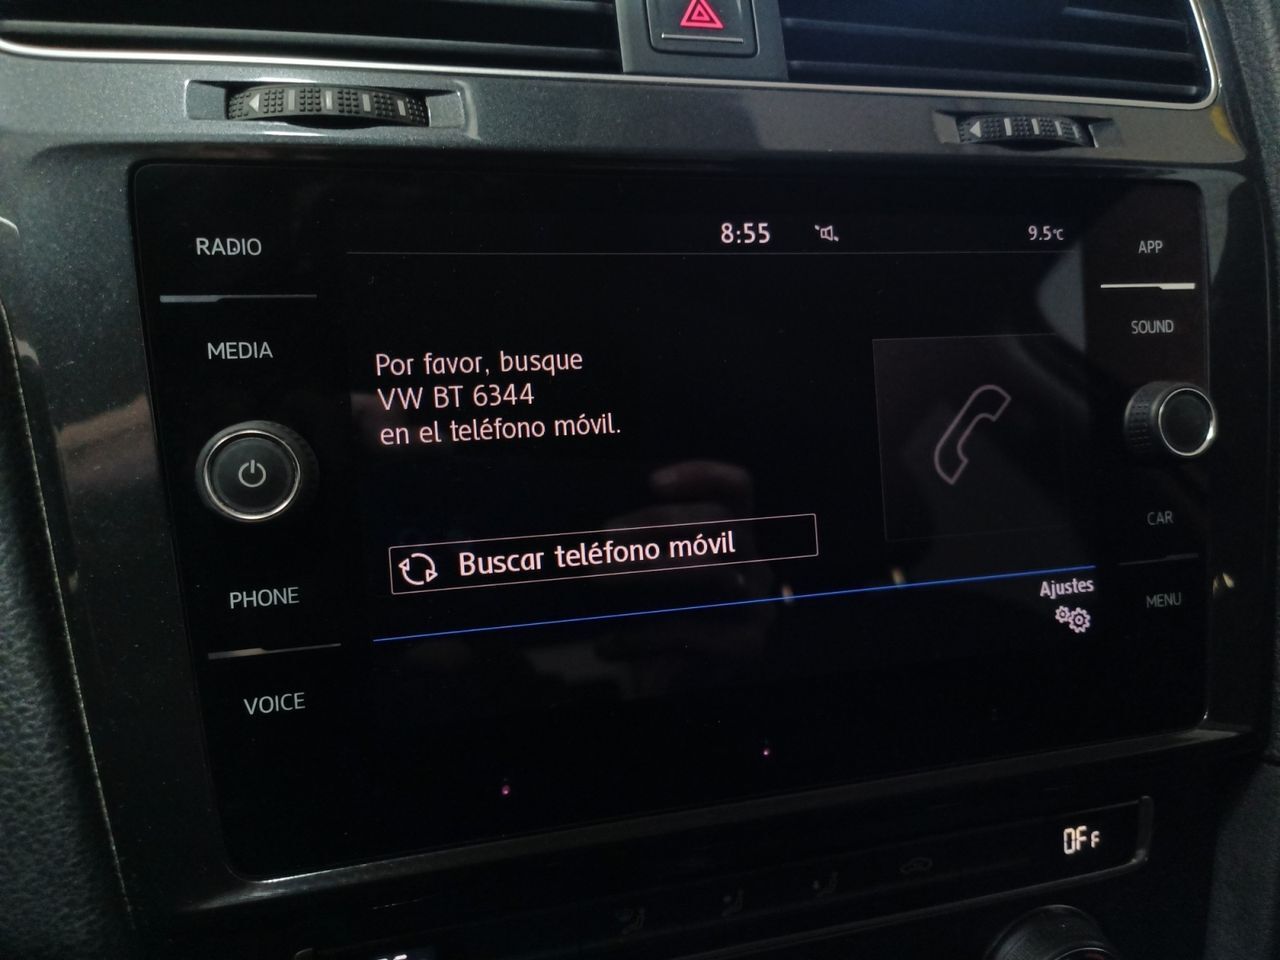 8:55
9.5°C
RADIO
MEDIA
PHONE
VOICE
Por favor, busque
VW BT 6344
en el teléfono móvil.
Buscar teléfono móvil
Ajustes
APP
SOUND
CAR
MENU
OFF